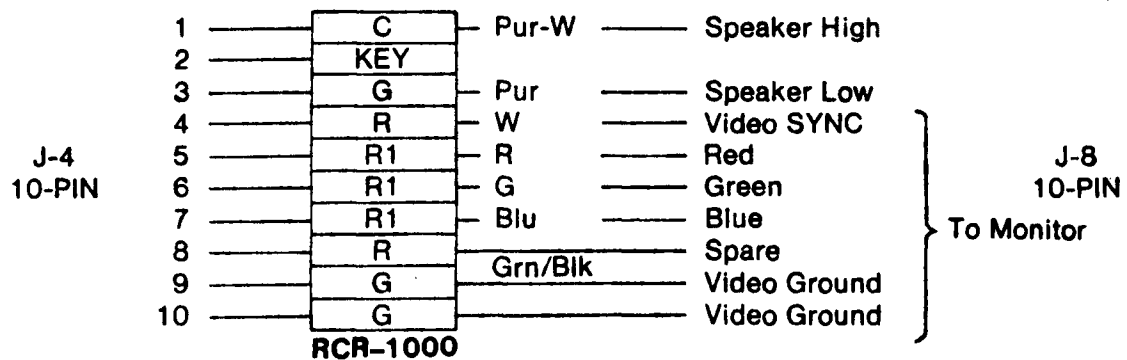 1 C Pur-W Speaker High
2 KEY
3 G Pur Speaker Low
4 R W Video SYNC
J-4 5 R1 R Red J-8
10-PIN 6 R1 G Green 10-PIN
7 R1 Blu Blue To Monitor
8 R Spare
Grn/Blk
9 G Video Ground
10 G Video Ground
RCR-1000